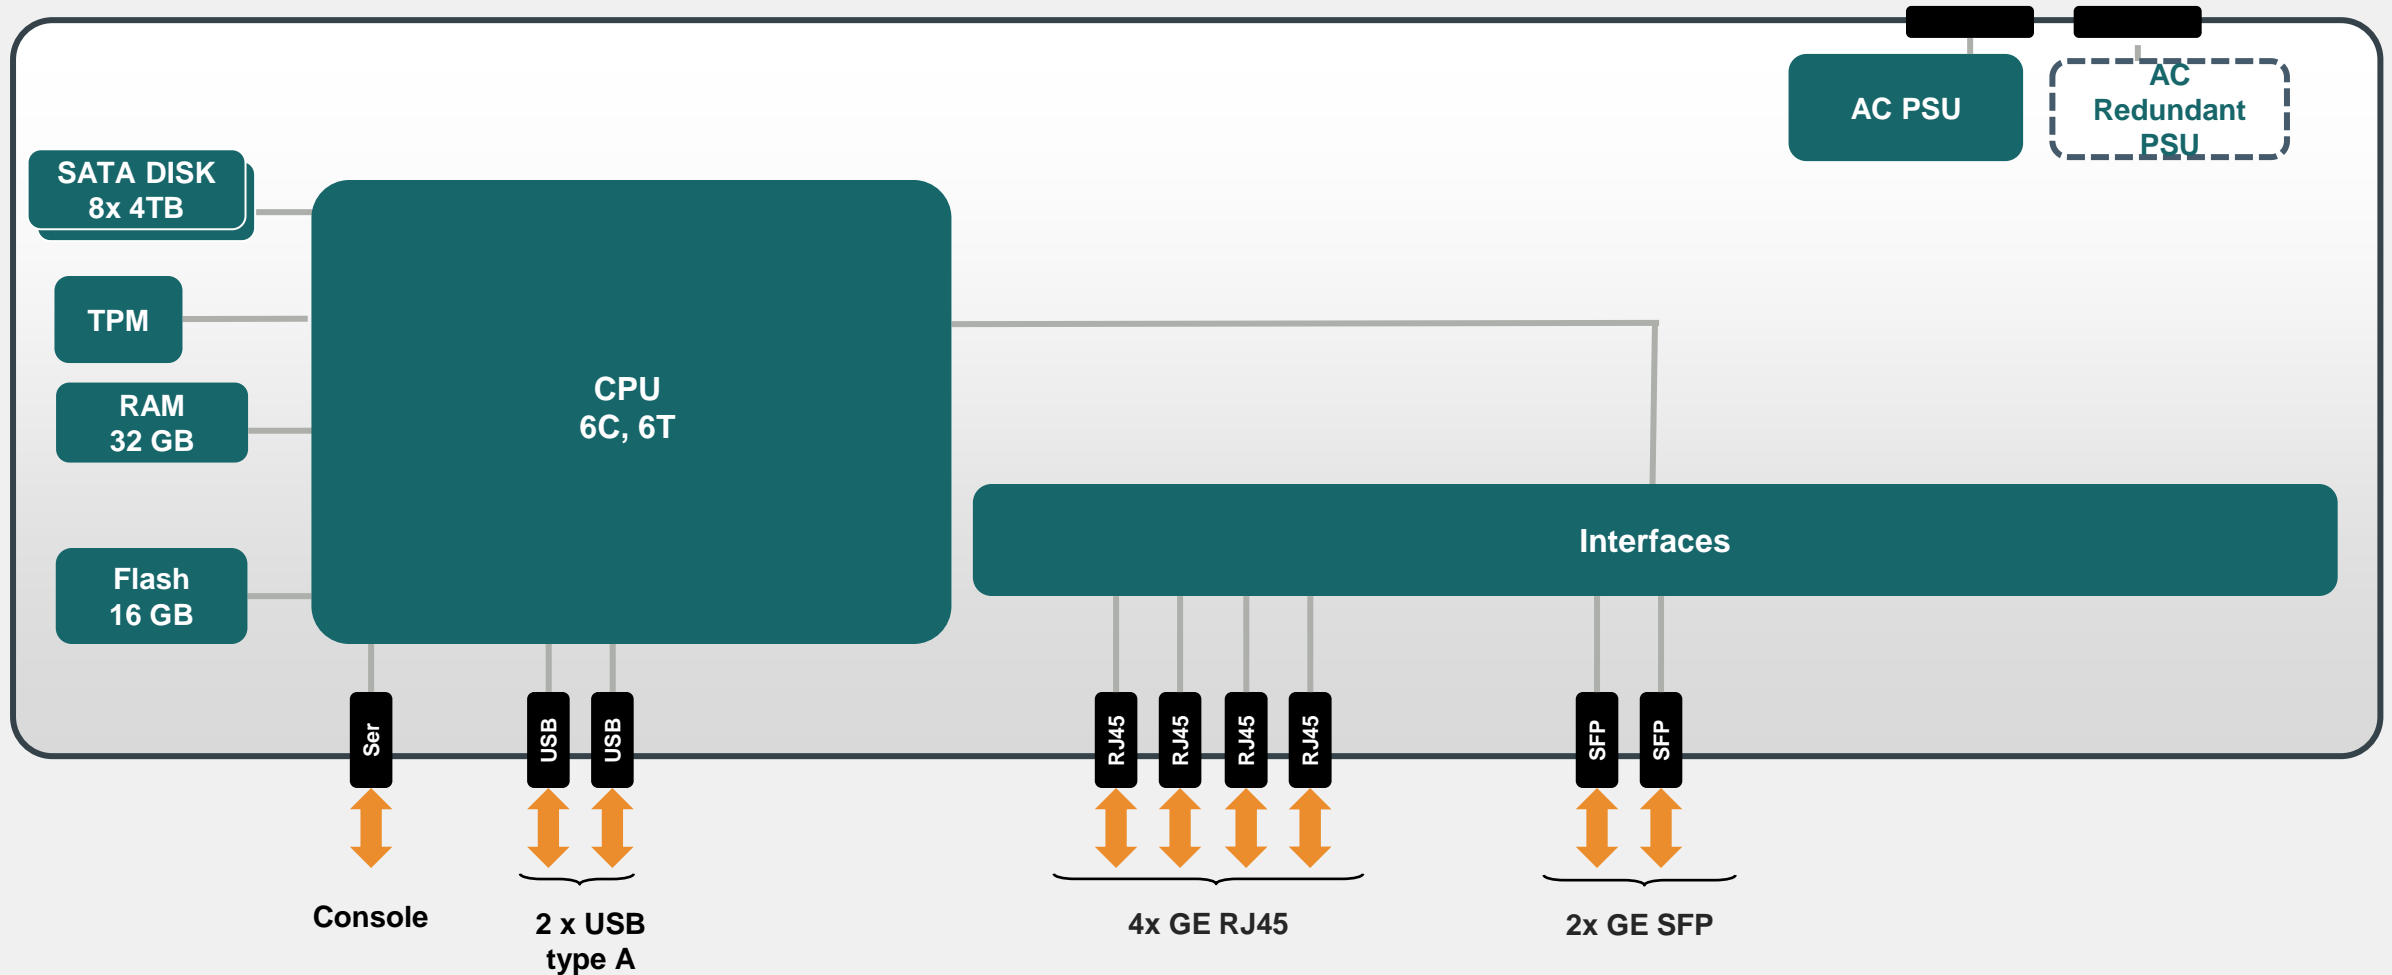 AC PSU
AC
Redundant
PSU
SATA DISK
8x 4TB
TPM
RAM
32 GB
CPU
6C, 6T
Flash
16 GB
Interfaces
Ser
USB
USB
RJ45
RJ45
RJ45
RJ45
SFP
SFP
Console
2 x USB
type A
4x GE RJ45
2x GE SFP